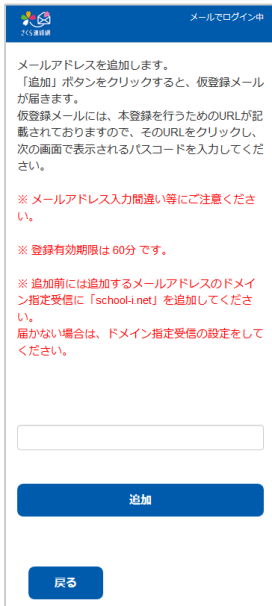 さくら連絡網
メールでログイン中
メールアドレスを追加します。
「追加」ボタンをクリックすると、仮登録メール
が届きます。
仮登録メールには、本登録を行うためのURLが記
載されておりますので、そのURLをクリックし、
次の画面で表示されるパスコードを入力してくだ
さい。
※ メールアドレス入力間違い等にご注意くださ
い。
※ 登録有効期限は 60分 です。
※ 追加前には追加するメールアドレスのドメイ
ン指定受信に「school-i.net」を追加してくださ
い。
届かない場合は、ドメイン指定受信の設定をして
ください。
追加
戻る